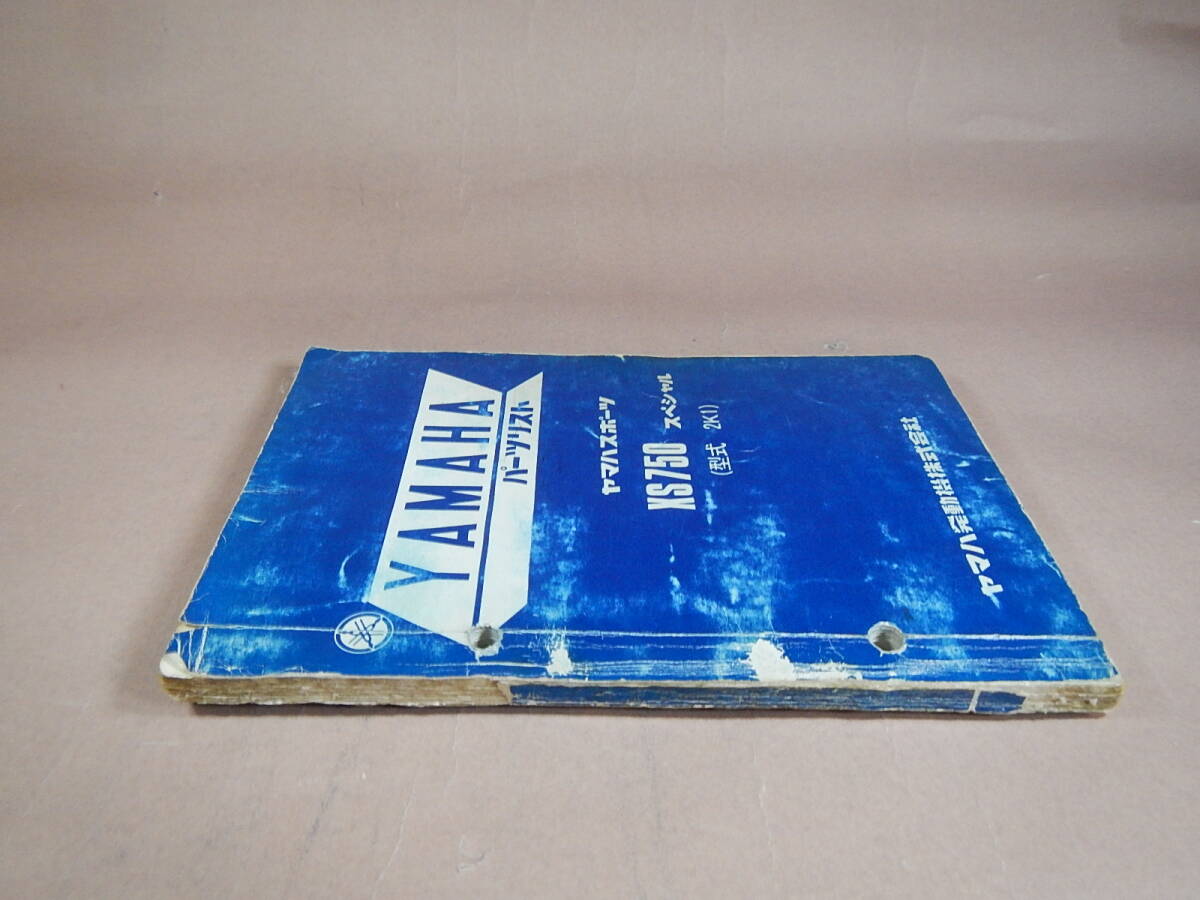 YAMAHA
パーツリスト
ヤマハスポーツ
XS750 スペシャル
(型式 2K1)
ヤマハ発動機株式会社